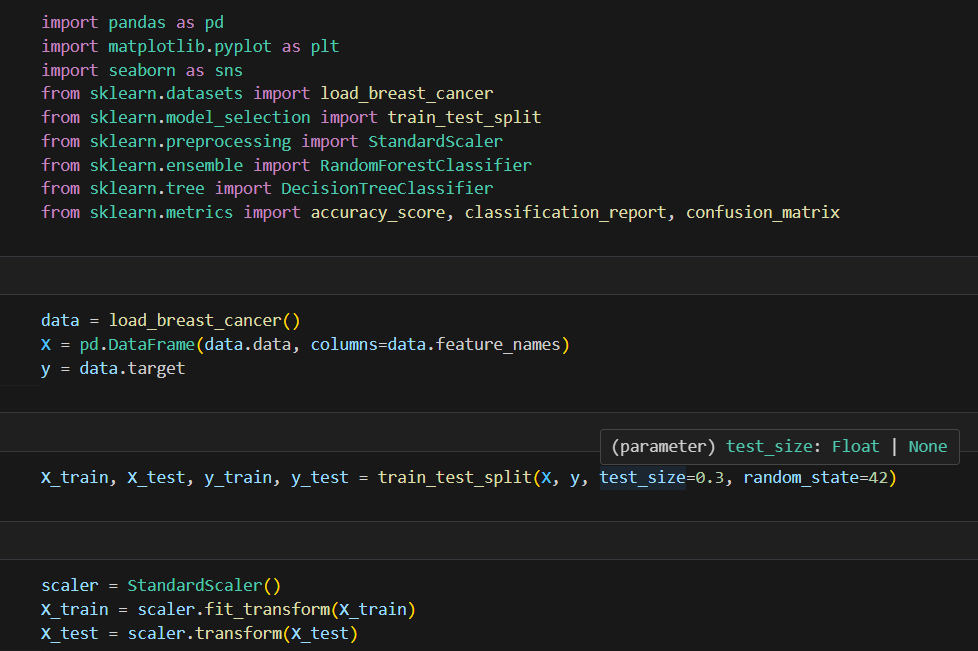 import pandas as pd
import matplotlib.pyplot as plt
import seaborn as sns
from sklearn.datasets import load_breast_cancer
from sklearn.model_selection import train_test_split
from sklearn.preprocessing import StandardScaler
from sklearn.ensemble import RandomForestClassifier
from sklearn.tree import DecisionTreeClassifier
from sklearn.metrics import accuracy_score, classification_report, confusion_matrix
data = load_breast_cancer()
X = pd.DataFrame(data.data, columns=data.feature_names)
y = data.target
(parameter) test_size: Float | None
X_train, X_test, y_train, y_test = train_test_split(X, y, test_size=0.3, random_state=42)
scaler = StandardScaler()
X_train = scaler.fit_transform(X_train)
X_test = scaler.transform(X_test)